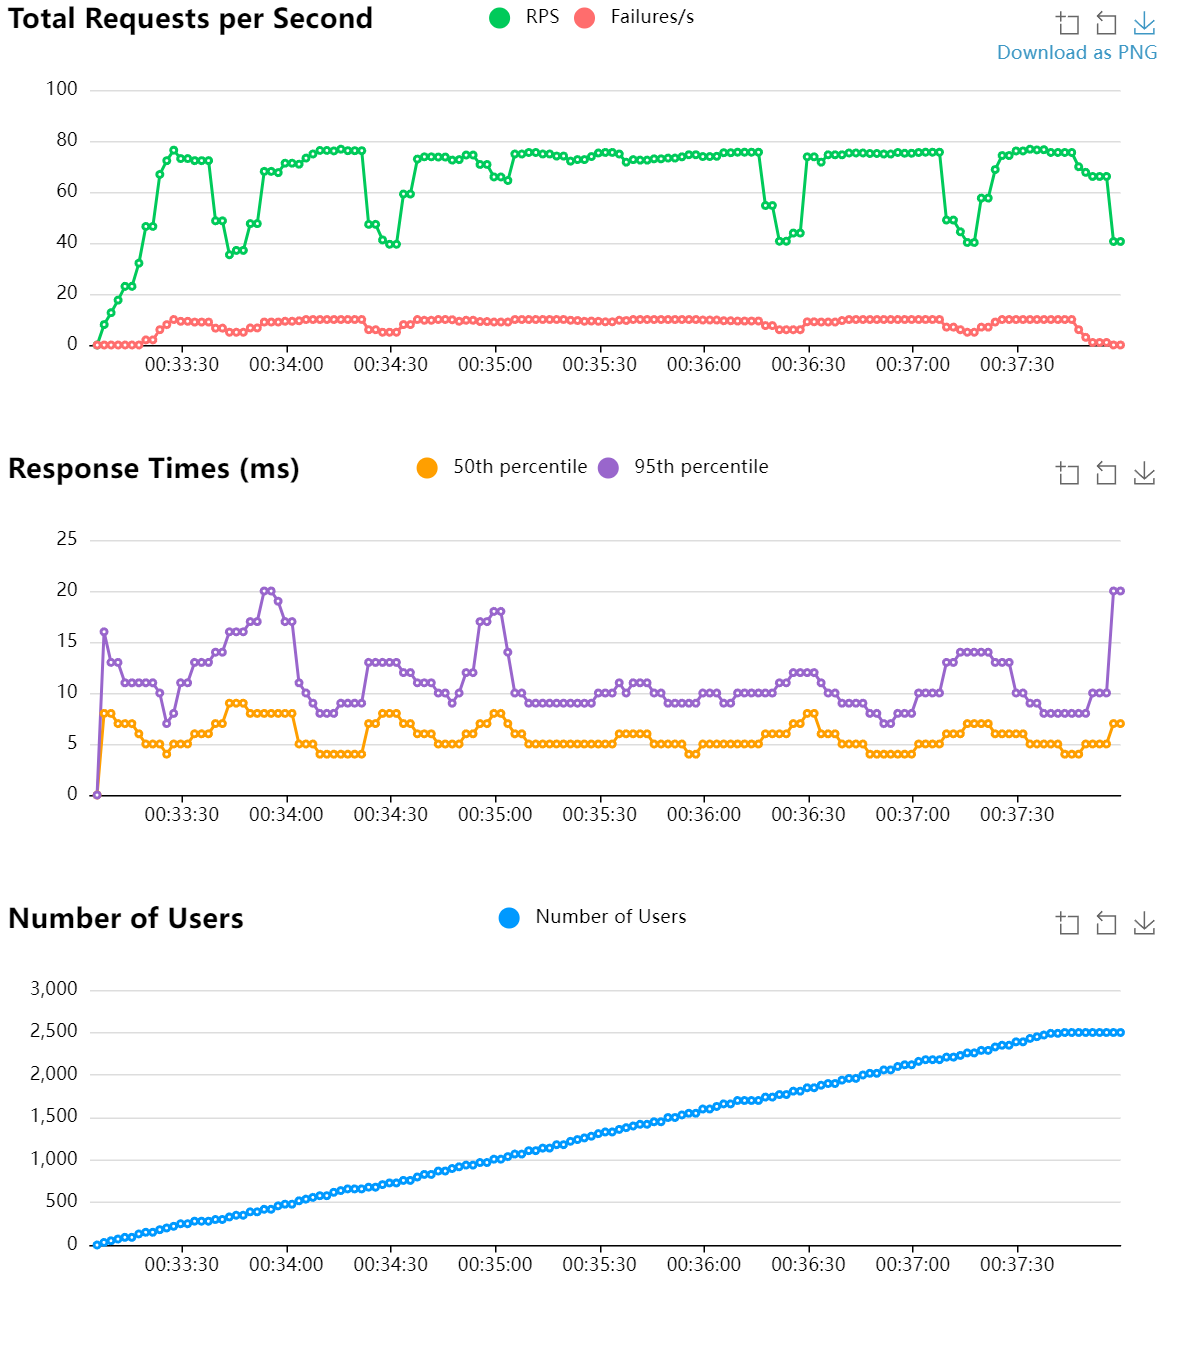 Total Requests per Second
RPS Failures/s
Download as PNG
100
80
60
40
20
0
00:33:30 00:34:00 00:34:30 00:35:00 00:35:30 00:36:00 00:36:30 00:37:00 00:37:30
Response Times (ms)
50th percentile 95th percentile
25
20
15
10
5
0
00:33:30 00:34:00 00:34:30 00:35:00 00:35:30 00:36:00 00:36:30 00:37:00 00:37:30
Number of Users
Number of Users
3,000
2,500
2,000
1,500
1,000
500
0
00:33:30 00:34:00 00:34:30 00:35:00 00:35:30 00:36:00 00:36:30 00:37:00 00:37:30